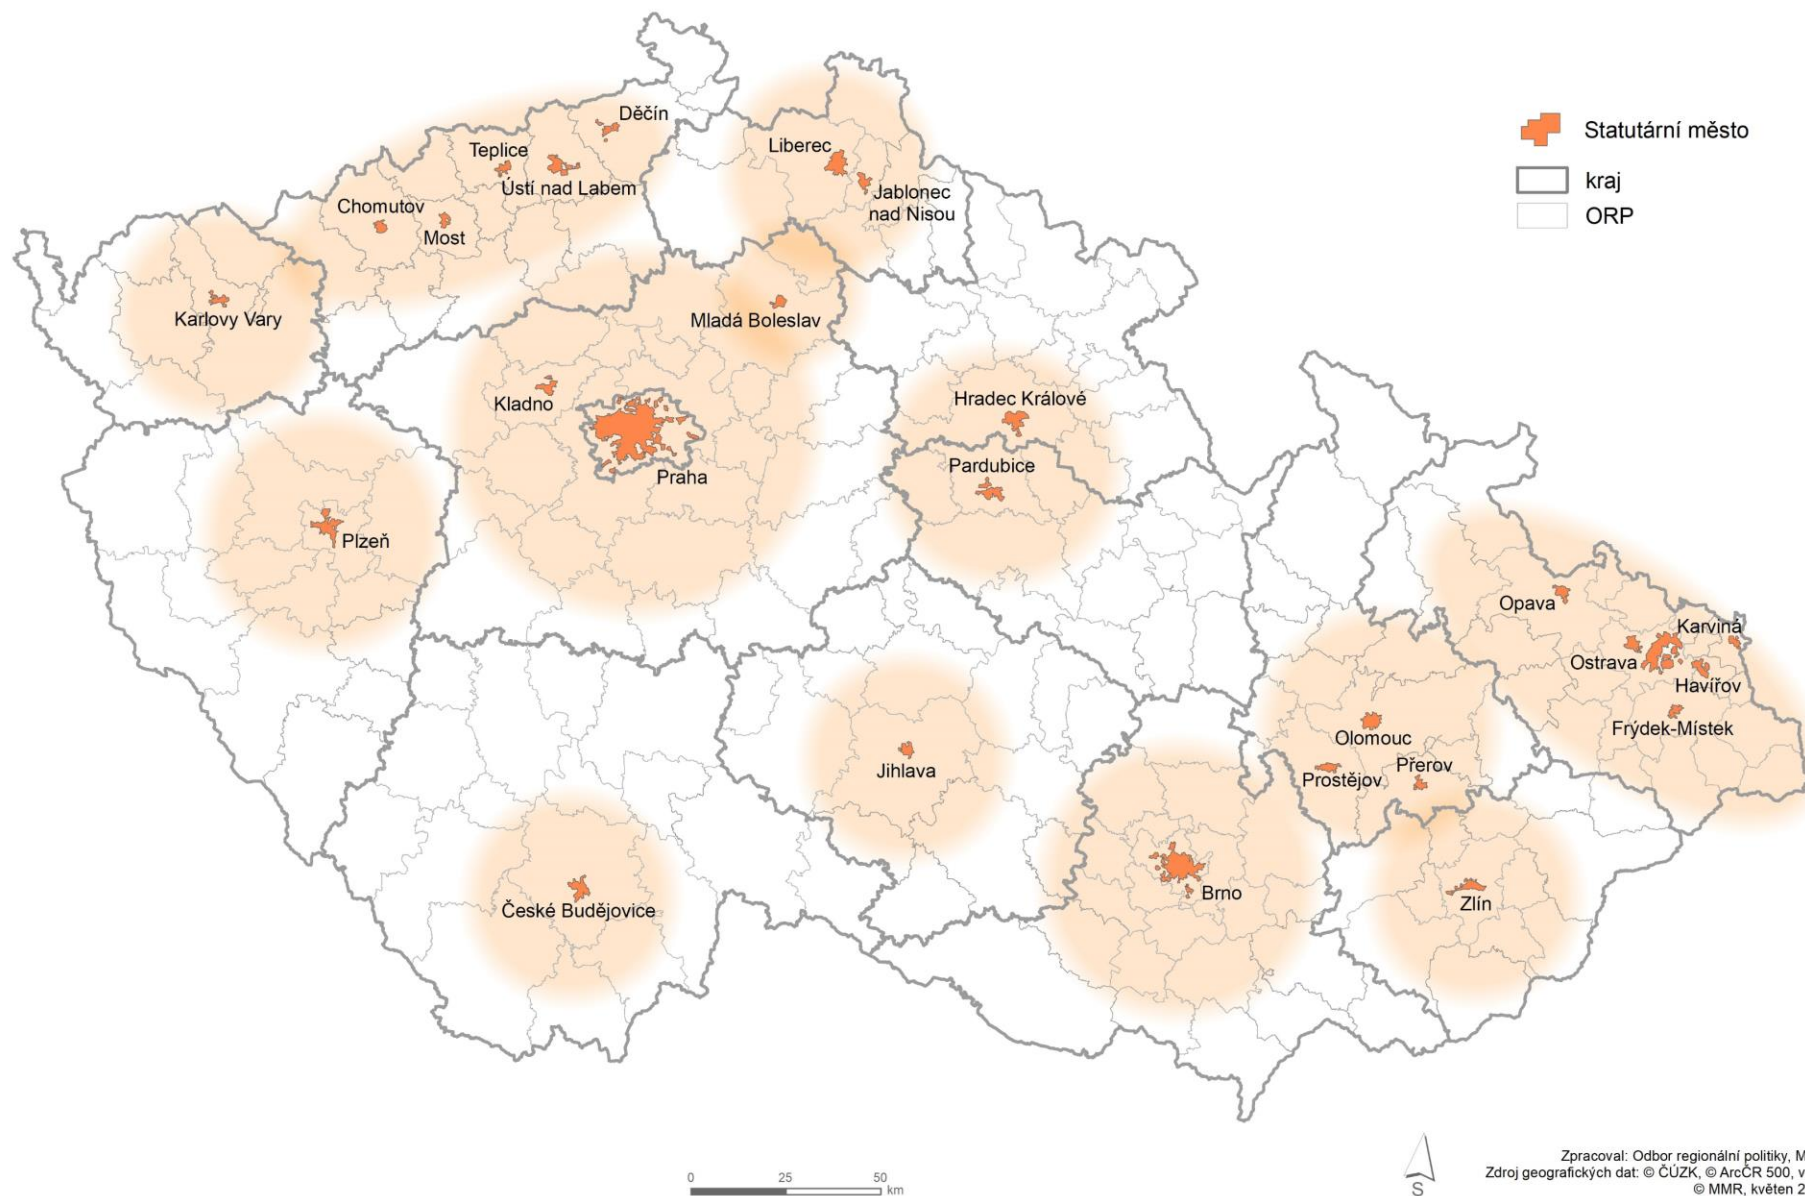 Děčín
Teplice
Ústí nad Labem
Chomutov
Most
Karlovy Vary
Liberec
Jablonec
nad Nisou
Mladá Boleslav
Kladno
Praha
Plzeň
Hradec Králové
Pardubice
Jihlava
České Budějovice
Brno
Olomouc
Prostějov
Přerov
Zlín
Opava
Karviná
Ostrava
Havířov
Frýdek-Místek
Statutární město
kraj
ORP
0 25 50
km
S
Zpracoval: Odbor regionální politiky, M
Zdroj geografických dat: © ČÚZK, © ArcČR 500, v
© MMR, květen 2